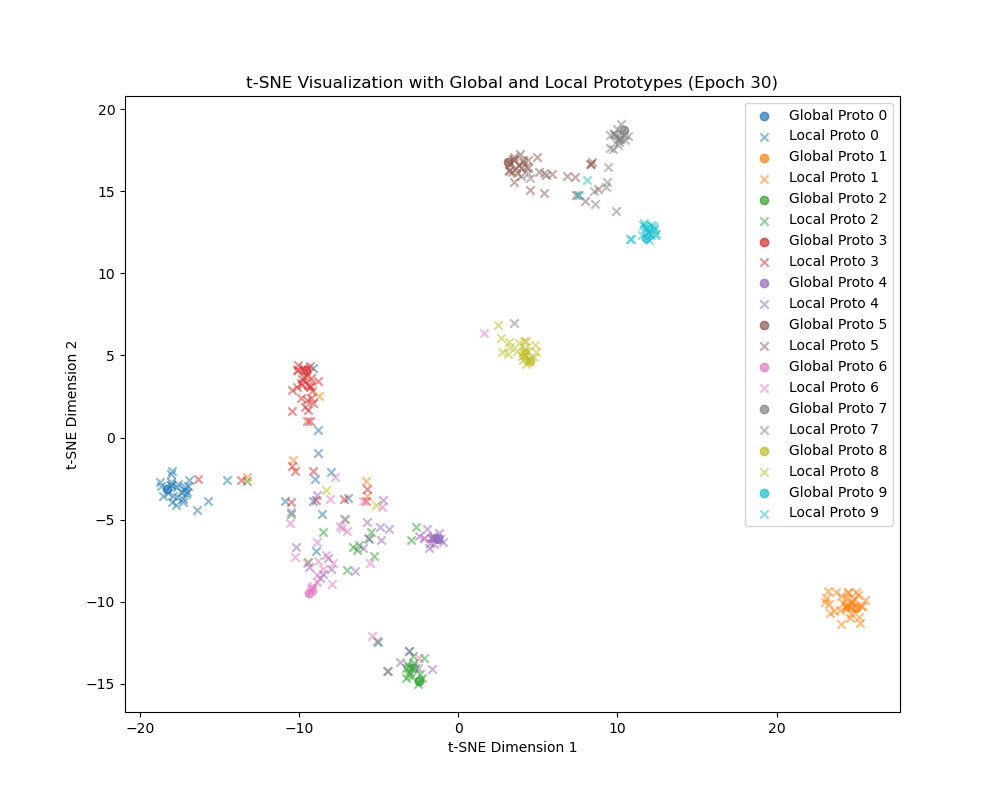 t-SNE Visualization with Global and Local Prototypes (Epoch 30)
20
15
10
5
0
−5
−10
−15
t-SNE Dimension 2
−20
−10
0
10
20
t-SNE Dimension 1
Global Proto 0
Local Proto 0
Global Proto 1
Local Proto 1
Global Proto 2
Local Proto 2
Global Proto 3
Local Proto 3
Global Proto 4
Local Proto 4
Global Proto 5
Local Proto 5
Global Proto 6
Local Proto 6
Global Proto 7
Local Proto 7
Global Proto 8
Local Proto 8
Global Proto 9
Local Proto 9